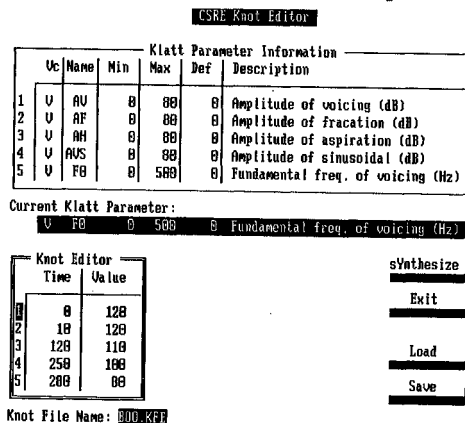 CSRE Knot Editor
Klatt Parameter Information
Vc Name Min Max Def Description
1 V AV 0 80 0 Amplitude of voicing (dB)
2 V AF 0 80 0 Amplitude of fracation (dB)
3 V AH 0 80 0 Amplitude of aspiration (dB)
4 V AVS 0 80 0 Amplitude of sinusoidal (dB)
5 V F0 0 500 0 Fundamental freq. of voicing (Hz)
Current Klatt Parameter:
V F0 0 500 0 Fundamental freq. of voicing (Hz)
Knot Editor
Time Value
1 0 120
2 10 120
3 120 110
4 250 100
5 280 80
sYnthesize
Exit
Load
Save
Knot File Name: